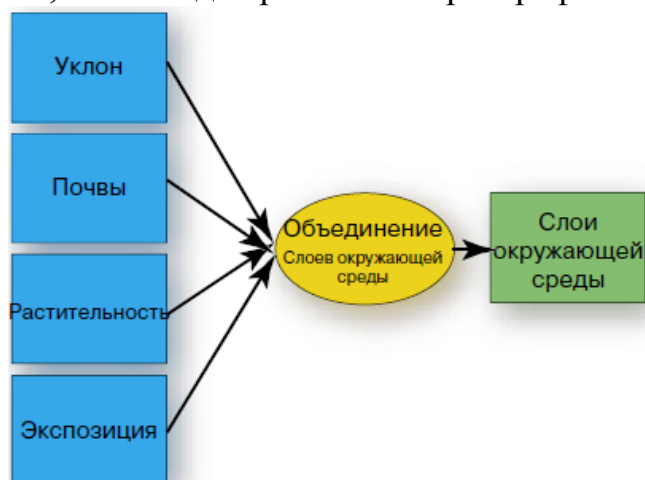 Уклон
Почвы
Растительность
Экспозиция
Объединение
Слоев окружающей
среды
Слои
окружающей
среды